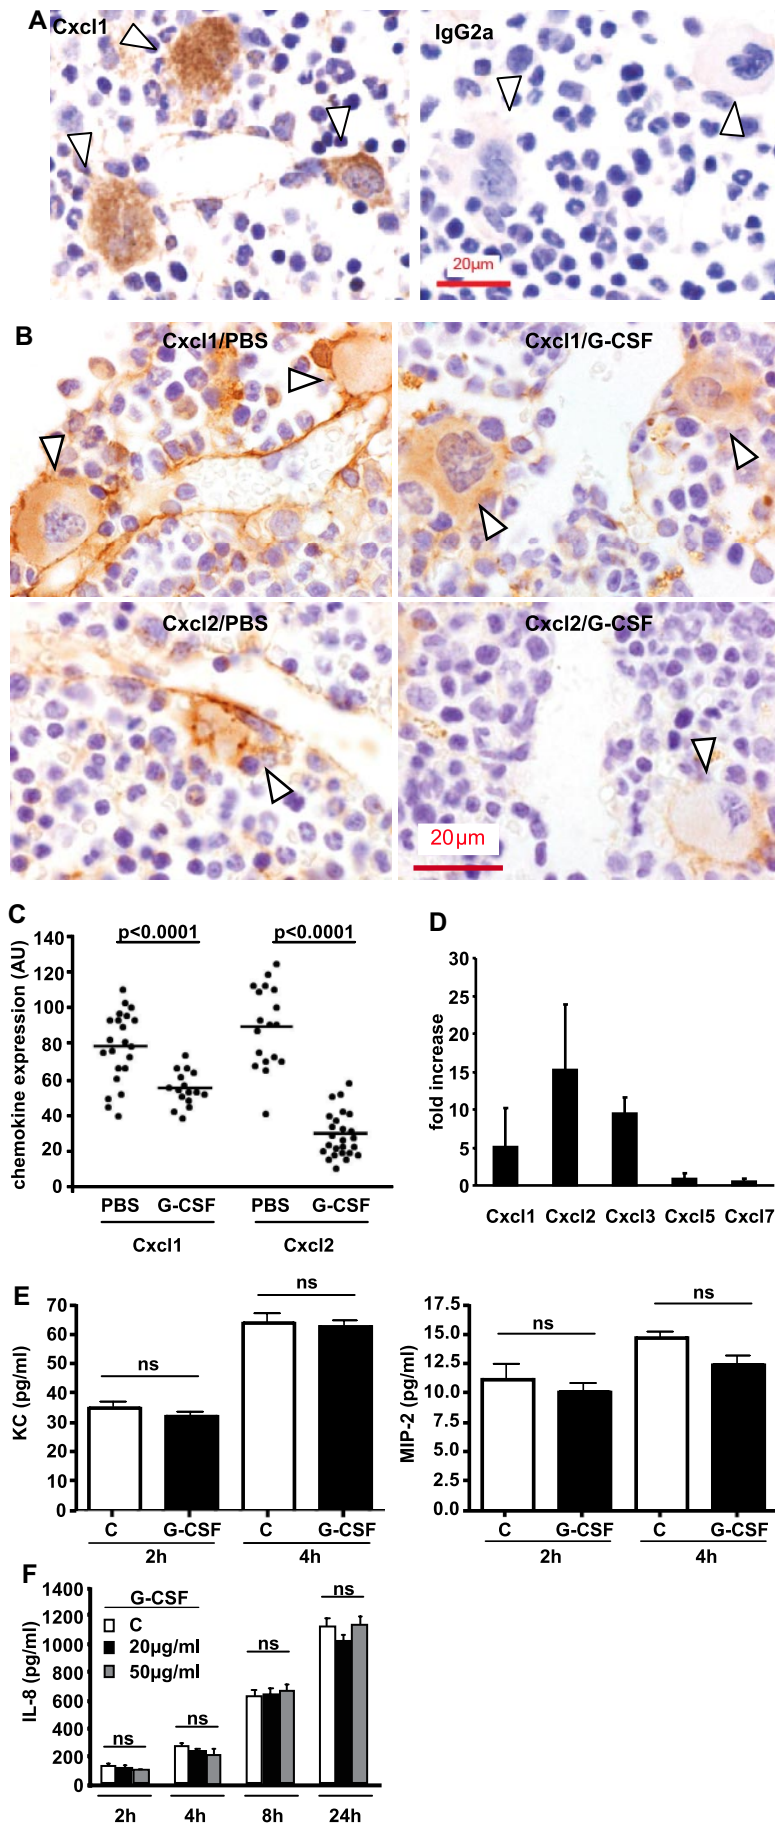 A
Cxcl1
IgG2a
20μm
B
Cxcl1/PBS
Cxcl1/G-CSF
Cxcl2/PBS
Cxcl2/G-CSF
20μm
C
chemokine expression (AU)
140
120
100
80
60
40
20
0
p<0.0001
p<0.0001
PBS G-CSF PBS G-CSF
Cxcl1 Cxcl2
D
fold increase
30
25
20
15
10
5
0
Cxcl1 Cxcl2 Cxcl3 Cxcl5 Cxcl7
E
KC (pg/ml)
70
60
50
40
30
20
10
0
ns
ns
C G-CSF C G-CSF
2h 4h
MIP-2 (pg/ml)
17.5
15.0
12.5
10.0
7.5
5.0
2.5
0.0
ns
ns
C G-CSF C G-CSF
2h 4h
F
IL-8 (pg/ml)
1400
1200
1000
800
600
400
200
0
G-CSF
C
20μg/ml
50μg/ml
ns
ns
ns
ns
2h 4h 8h 24h